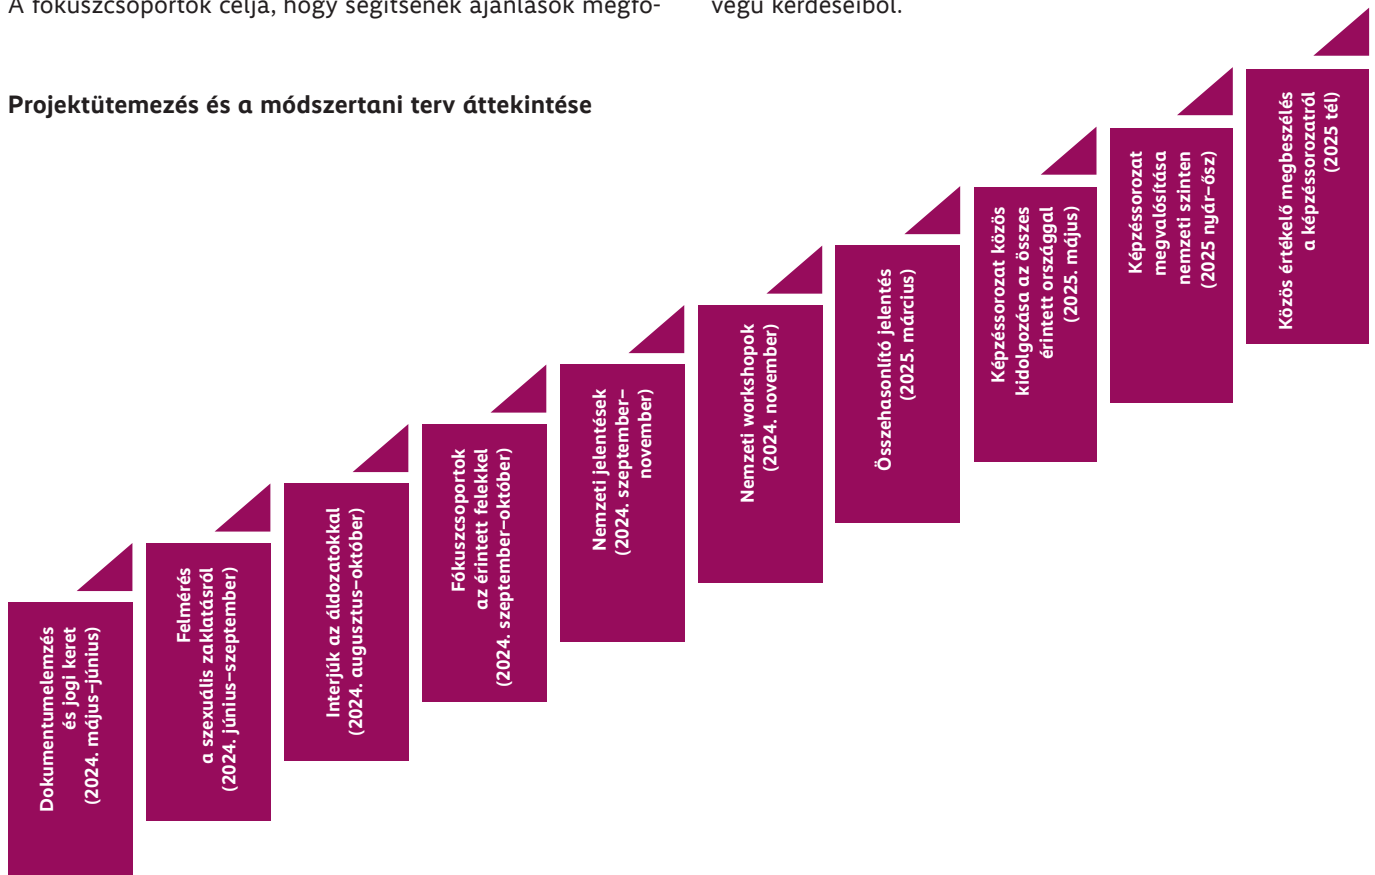 A fókuszcsoportok célja, hogy segítsenek ajánlások megfo-
végű kérdéseiből.
Projektütemezés és a módszertani terv áttekintése
Dokumentumelemzés
és jogi keret
(2024. május–június)
Felmérés
a szexuális zaklatásról
(2024. június–szeptember)
Interjúk az áldozatokkal
(2024. augusztus–október)
Fókuszcsoportok
az érintett felekkel
(2024. szeptember–október)
Nemzeti jelentések
(2024. szeptember–
november)
Nemzeti workshopok
(2024. november)
Összehasonlító jelentés
(2025. március)
Képzéssorozat közös
kidolgozása az összes
érintett országgal
(2025. május)
Képzéssorozat
megvalósítása
nemzeti szinten
(2025 nyár–ősz)
Közös értékelő megbeszélés
a képzéssorozatról
(2025 tél)